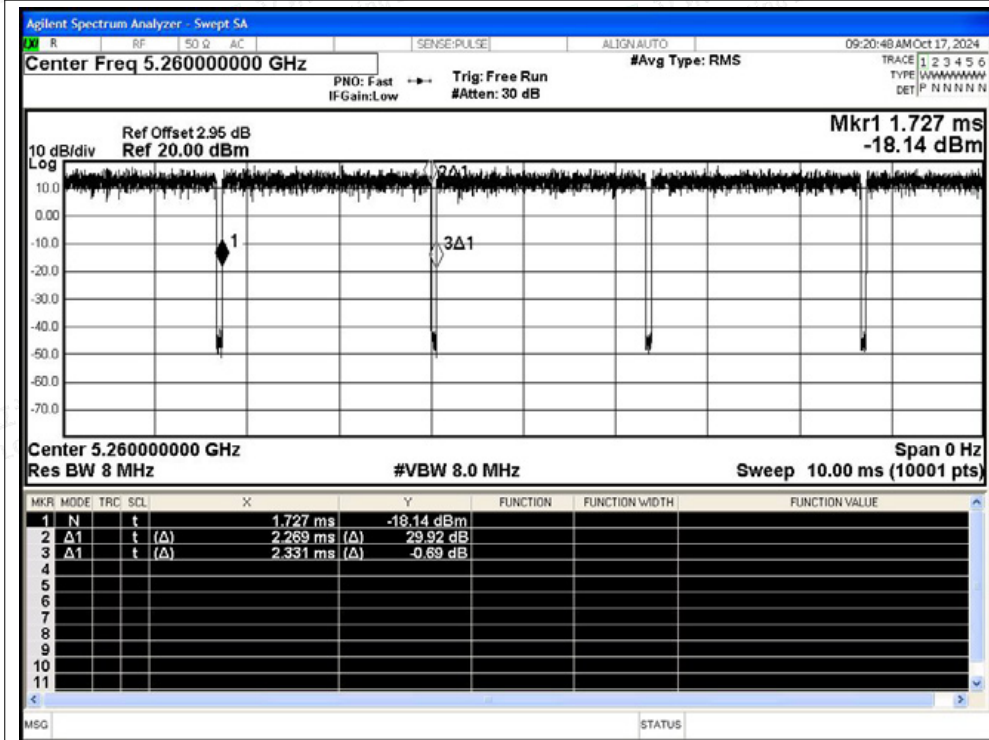 Agilent Spectrum Analyzer - Swept SA
LXI R RF 50 Ω AC SENSE:PULSE ALIGN AUTO 09:20:48 AM Oct 17, 2024
Center Freq 5.260000000 GHz #Avg Type: RMS TRACE 1 2 3 4 5 6
PNO: Fast Trig: Free Run TYPE WWWWWW
IFGain:Low #Atten: 30 dB DET P N N N N N
Mkr1 1.727 ms
Ref Offset 2.95 dB
10 dB/div Ref 20.00 dBm -18.14 dBm
Log
2Δ1
10.0
0.00
-10.0 1 3Δ1
-20.0
-30.0
-40.0
-50.0
-60.0
-70.0
Center 5.260000000 GHz Span 0 Hz
Res BW 8 MHz #VBW 8.0 MHz Sweep 10.00 ms (10001 pts)
MKR MODE TRC SCL X Y FUNCTION FUNCTION WIDTH FUNCTION VALUE
1 N t 1.727 ms -18.14 dBm
2 Δ1 t (Δ) 2.269 ms (Δ) 29.92 dB
3 Δ1 t (Δ) 2.331 ms (Δ) -0.69 dB
4
5
6
7
8
9
10
11
MSG STATUS